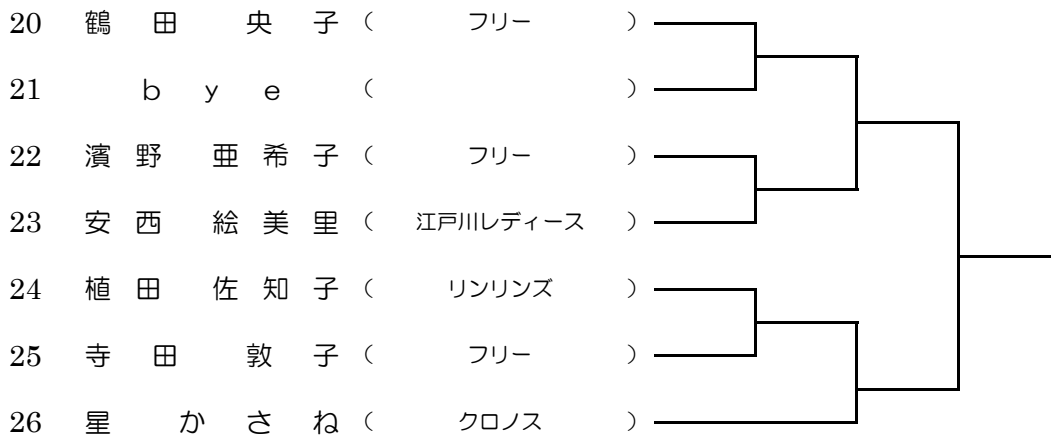 20 鶴田 央子 ( フリー )
21 bye ( )
22 濱野 亜希子 ( フリー )
23 安西 絵美里 ( 江戸川レディース )
24 植田 佐知子 ( リンリンズ )
25 寺田 敦子 ( フリー )
26 星 かさね ( クロノス )